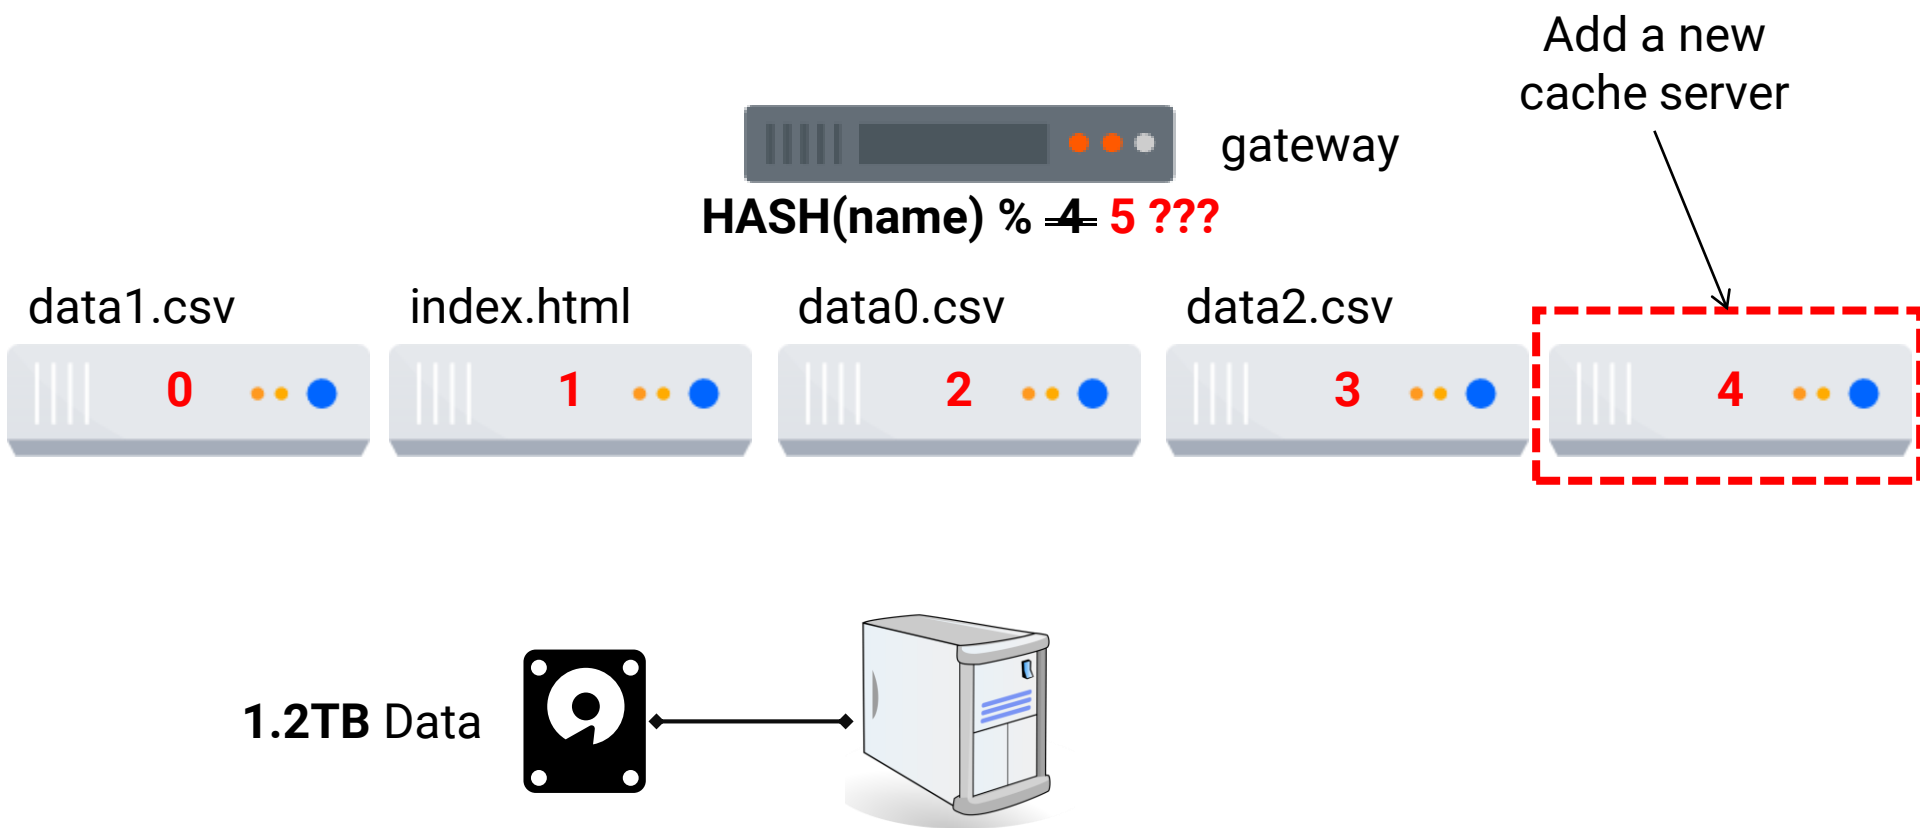 Add a new
cache server
gateway
HASH(name) % 4 5 ???
data1.csv
index.html
data0.csv
data2.csv
0
1
2
3
4
1.2TB Data